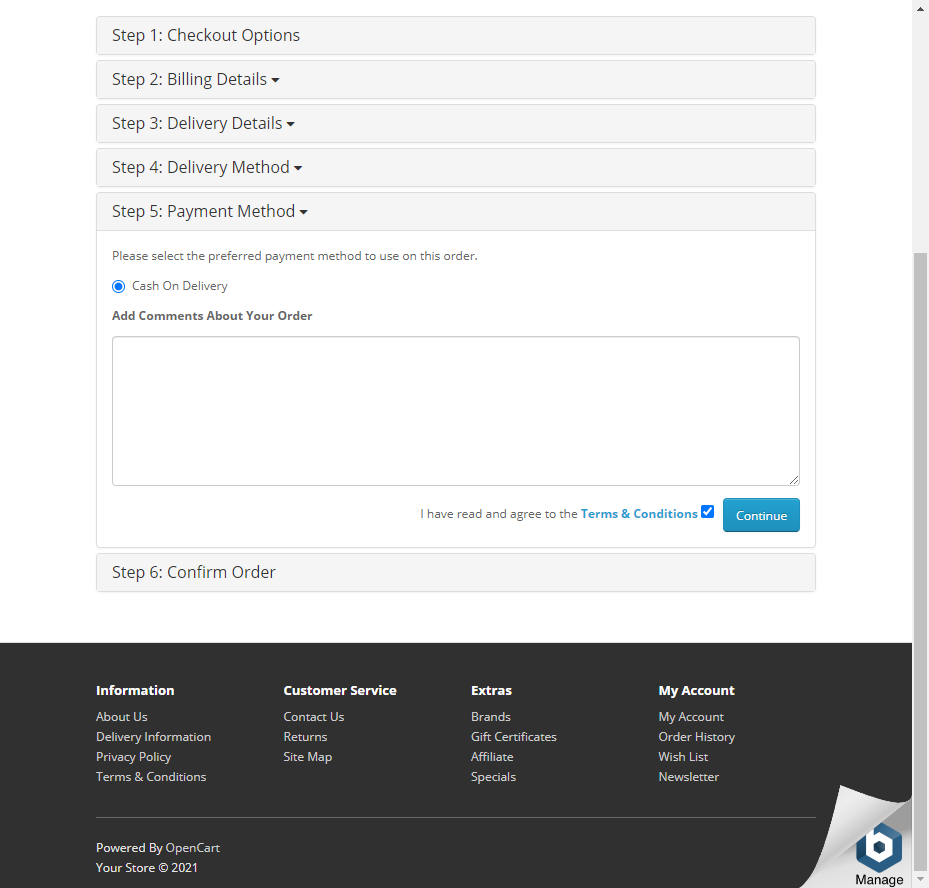 Step 1: Checkout Options
Step 2: Billing Details
Step 3: Delivery Details
Step 4: Delivery Method
Step 5: Payment Method
Please select the preferred payment method to use on this order.
Cash On Delivery
Add Comments About Your Order
I have read and agree to the Terms & Conditions Continue
Step 6: Confirm Order
Information Customer Service Extras My Account
About Us Contact Us Brands My Account
Delivery Information Returns Gift Certificates Order History
Privacy Policy Site Map Affiliate Wish List
Terms & Conditions Specials Newsletter
Powered By OpenCart
Your Store © 2021
Manage